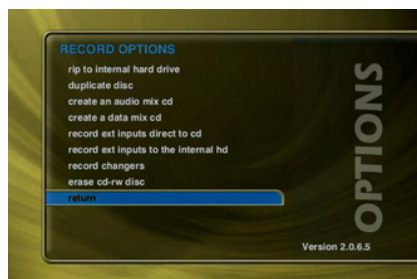 RECORD OPTIONS
rip to internal hard drive
duplicate disc
create an audio mix cd
create a data mix cd
record ext inputs direct to cd
record ext inputs to the internal hd
record changers
erase cd-rw disc
return
OPTIONS
Version 2.0.6.5